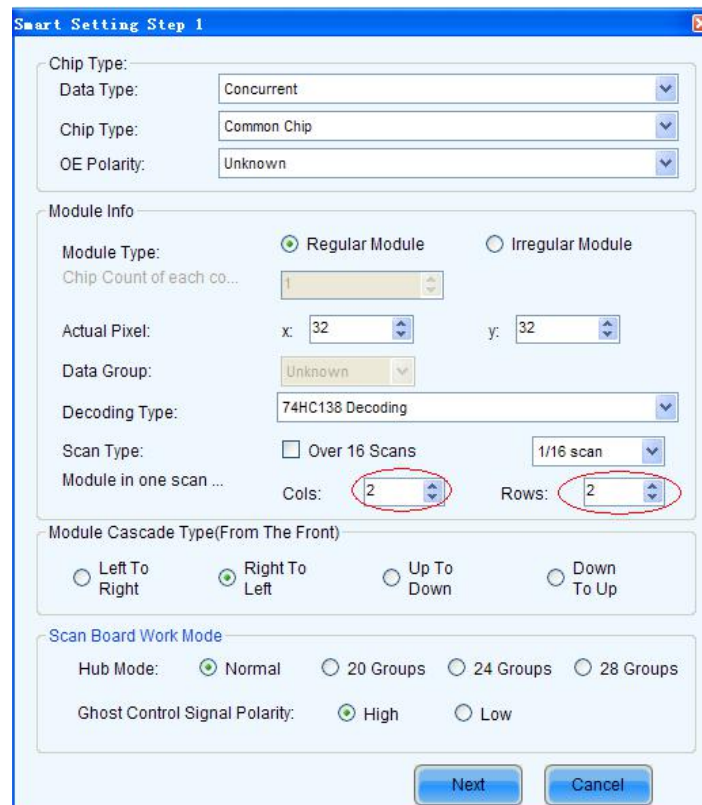 Smart Setting Step 1
Chip Type:
Data Type: Concurrent
Chip Type: Common Chip
OE Polarity: Unknown
Module Info
Module Type: Regular Module Irregular Module
Chip Count of each co... 1
Actual Pixel: x: 32 y: 32
Data Group: Unknown
Decoding Type: 74HC138 Decoding
Scan Type: Over 16 Scans 1/16 scan
Module in one scan ... Cols: 2 Rows: 2
Module Cascade Type(From The Front)
Left To Right Right To Left Up To Down Down To Up
Scan Board Work Mode
Hub Mode: Normal 20 Groups 24 Groups 28 Groups
Ghost Control Signal Polarity: High Low
Next Cancel